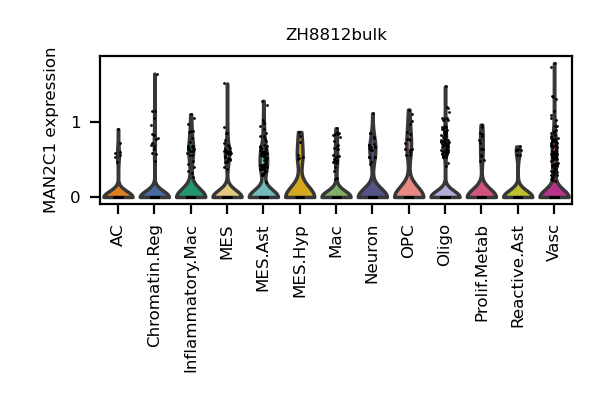 ZH8812bulk
MAN2C1 expression
1
0
AC
Chromatin.Reg
Inflammatory.Mac
MES
MES.Ast
MES.Hyp
Mac
Neuron
OPC
Oligo
Prolif.Metab
Reactive.Ast
Vasc